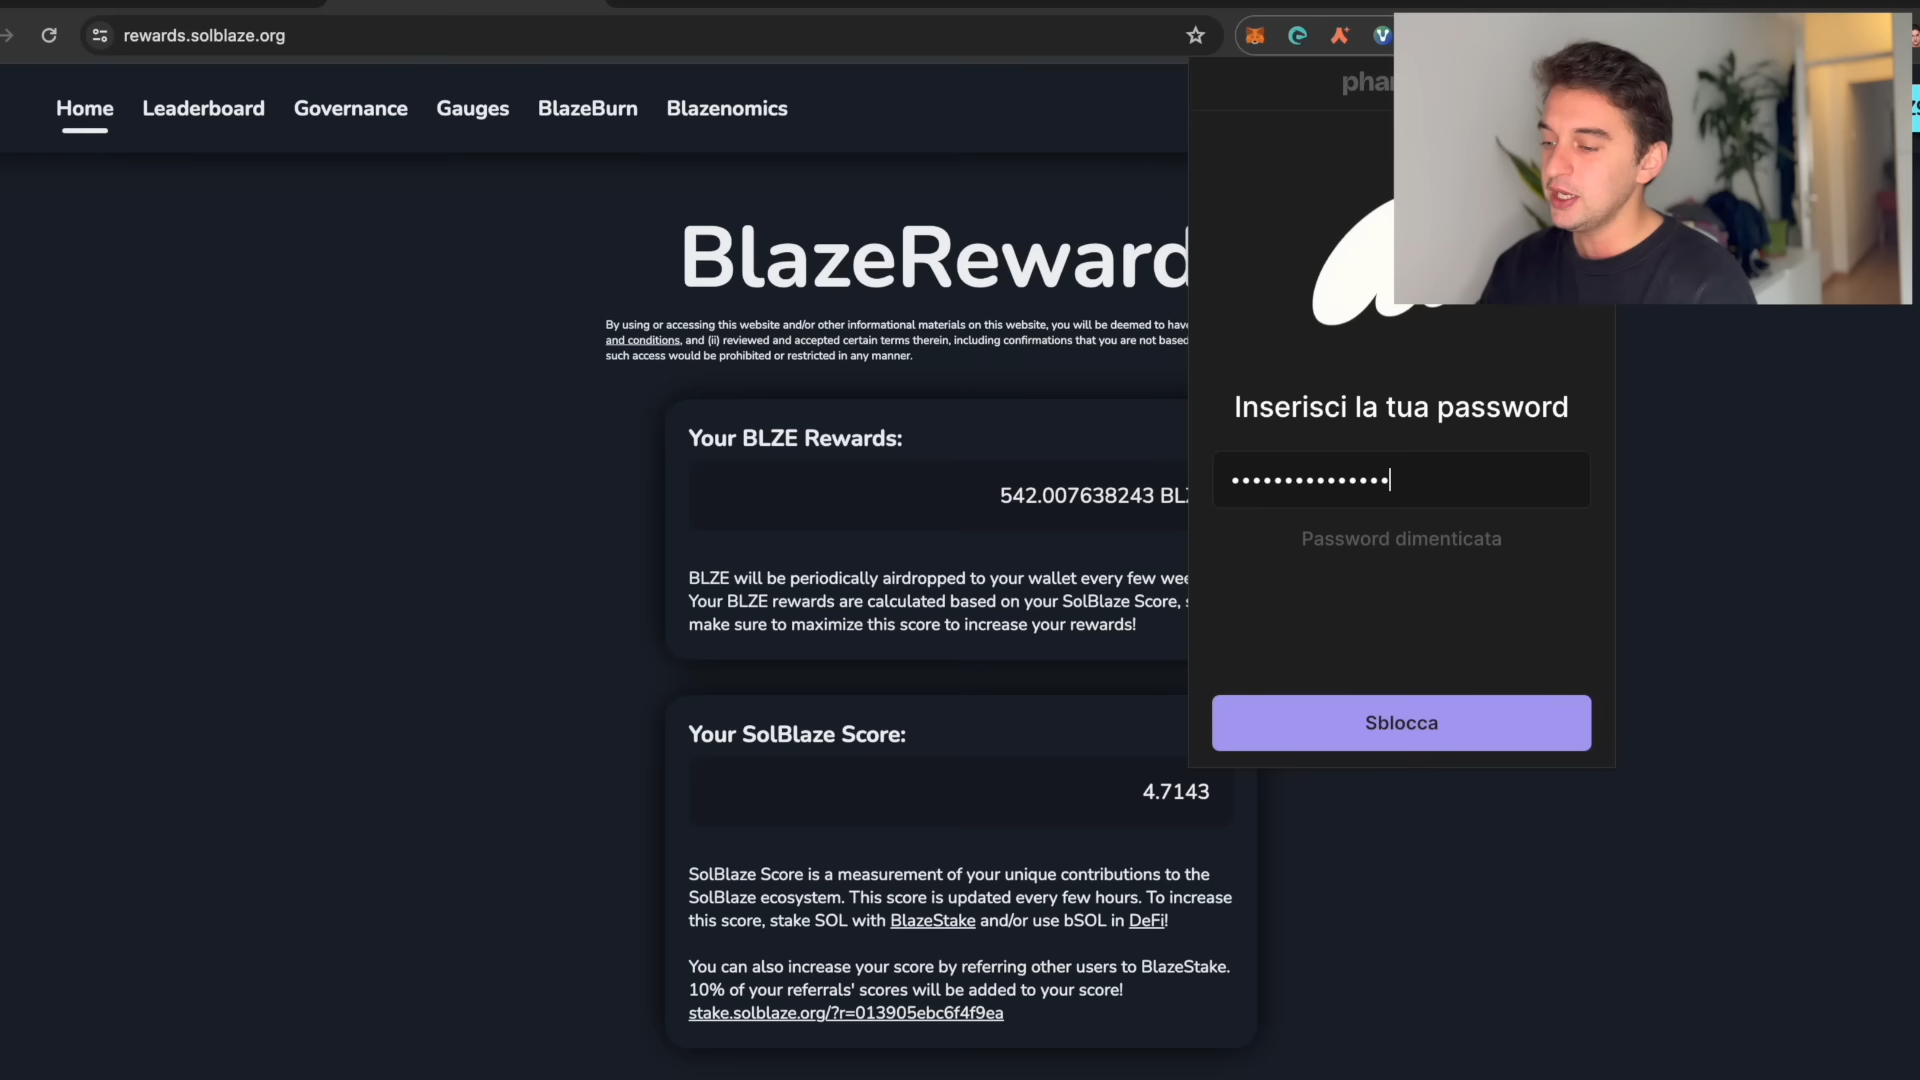 rewards.solblaze.org
Home Leaderboard Governance Gauges BlazeBurn Blazenomics
BlazeReward
By using or accessing this website and/or other informational materials on this website, you will be deemed to have
and conditions, and (ii) reviewed and accepted certain terms therein, including confirmations that you are not based
such access would be prohibited or restricted in any manner.
Your BLZE Rewards:
542.007638243
BLZE will be periodically airdropped to your wallet every few
Your BLZE rewards are calculated based on your SolBlaze Score,
make sure to maximize this score to increase your rewards!
Your SolBlaze Score:
4.7143
SolBlaze Score is a measurement of your unique contributions to the
SolBlaze ecosystem. This score is updated every few hours. To increase
this score, stake SOL with BlazeStake and/or use bSOL in DeFi!
You can also increase your score by referring other users to BlazeStake.
10% of your referrals' scores will be added to your score!
stake.solblaze.org/?r=013905ebc6f4f9ea
Inserisci la tua password
Password dimenticata
Sblocca